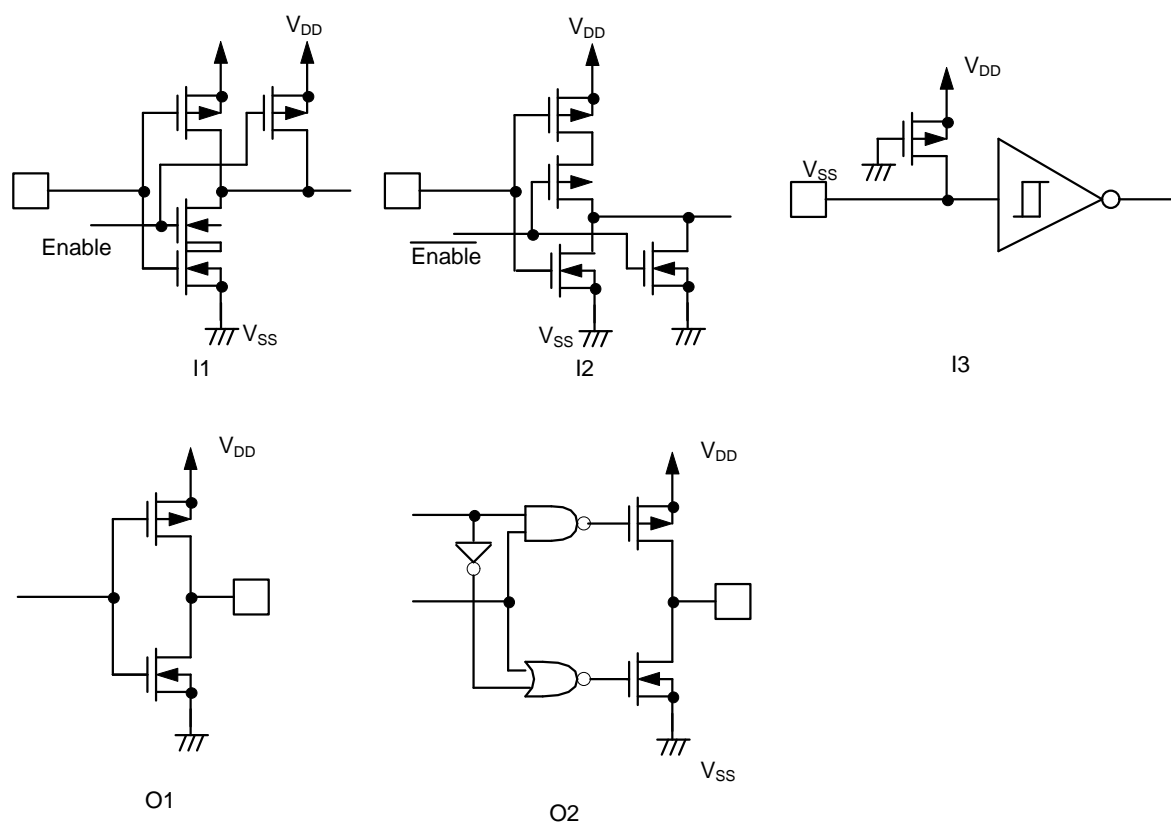 VDD
VDD
VDD
VSS
Enable
Enable
VSS
VSS
I1
I2
I3
VDD
VDD
VSS
O1
O2